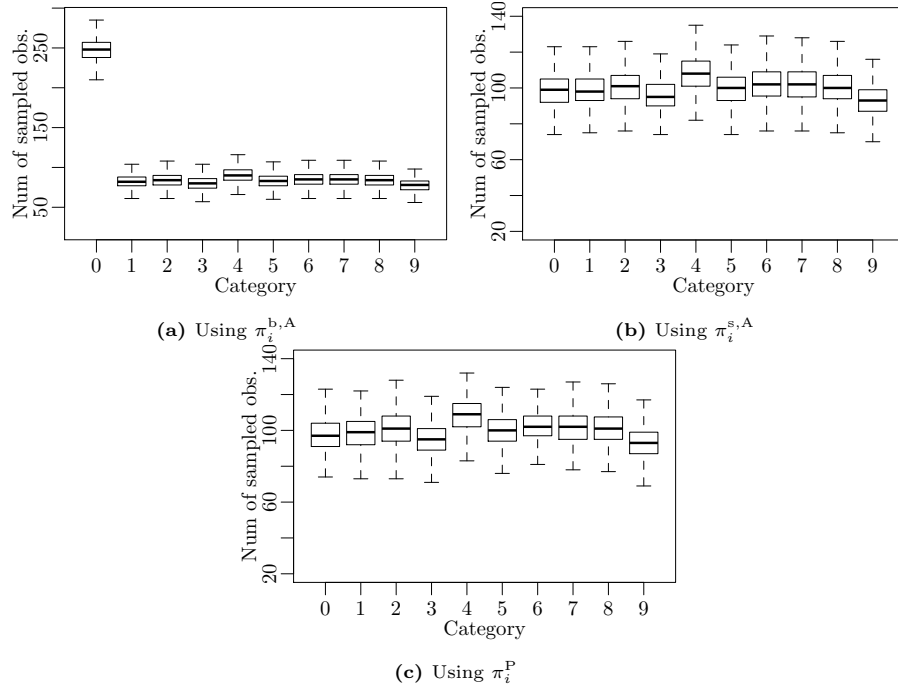 Num of sampled obs.
250
150
50
0 1 2 3 4 5 6 7 8 9
Category
(a) Using π_i^{b,A}
Num of sampled obs.
140
100
60
20
0 1 2 3 4 5 6 7 8 9
Category
(b) Using π_i^{s,A}
Num of sampled obs.
140
100
60
20
0 1 2 3 4 5 6 7 8 9
Category
(c) Using π_i^P